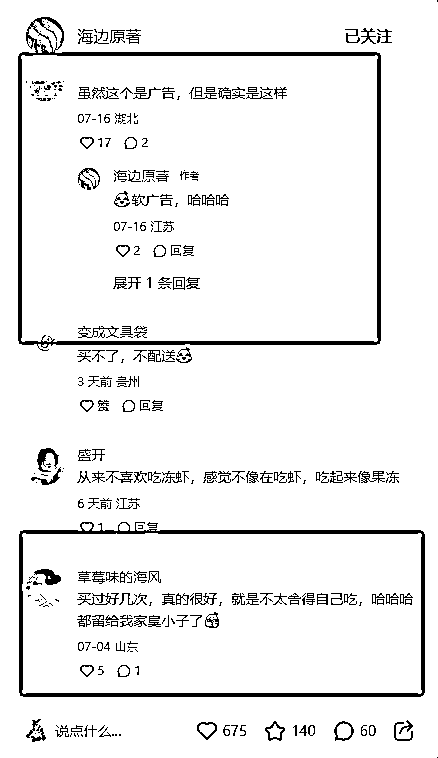 海边原著 已关注
虽然这个是广告，但是确实是这样
07-16 湖北
17 2
海边原著 作者
软广告，哈哈哈
07-16 江苏
2 回复
展开 1 条回复
变成文具袋
买不了，不配送
3 天前 贵州
赞 回复
盛开
从来不喜欢吃冻虾，感觉不像在吃虾，吃起来像果冻
6 天前 江苏
1 回复
草莓味的海风
买过好几次，真的很好，就是不太舍得自己吃，哈哈哈
都留给我家臭小子了
07-04 山东
5 1
说点什么... 675 140 60